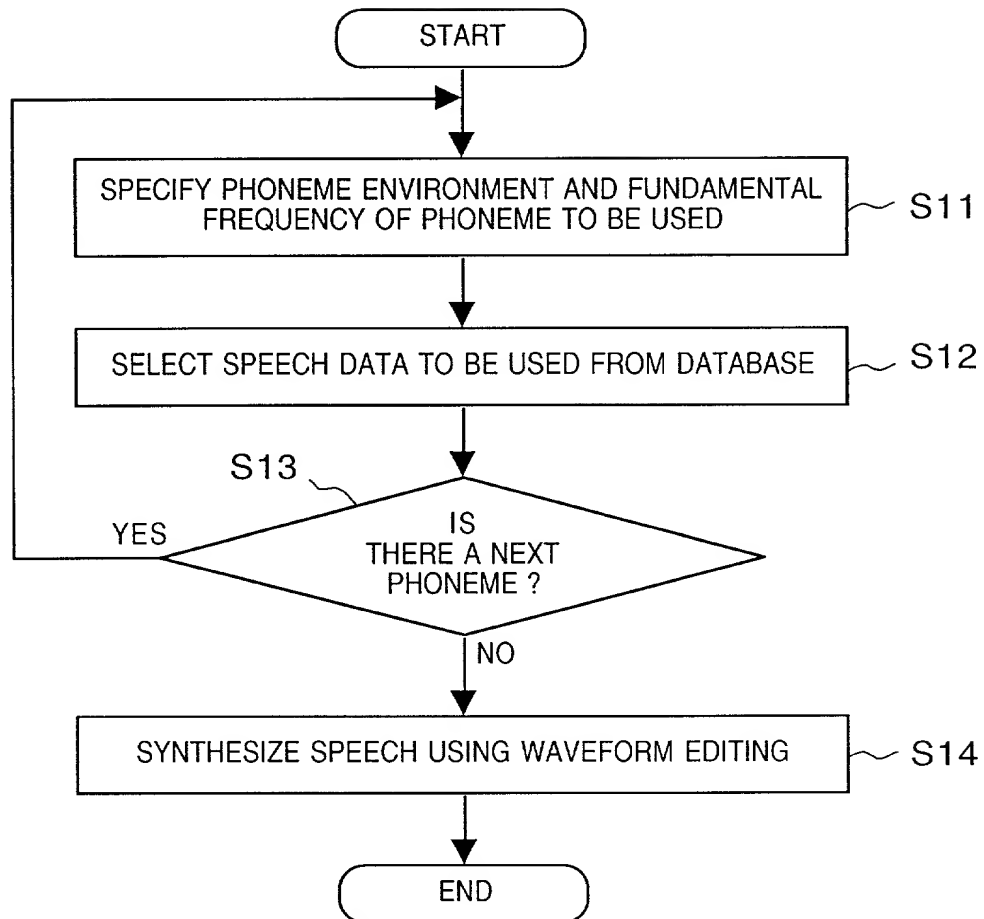 START
SPECIFY PHONEME ENVIRONMENT AND FUNDAMENTAL
FREQUENCY OF PHONEME TO BE USED
S11
SELECT SPEECH DATA TO BE USED FROM DATABASE
S12
S13
YES
IS
THERE A NEXT
PHONEME ?
NO
SYNTHESIZE SPEECH USING WAVEFORM EDITING
S14
END